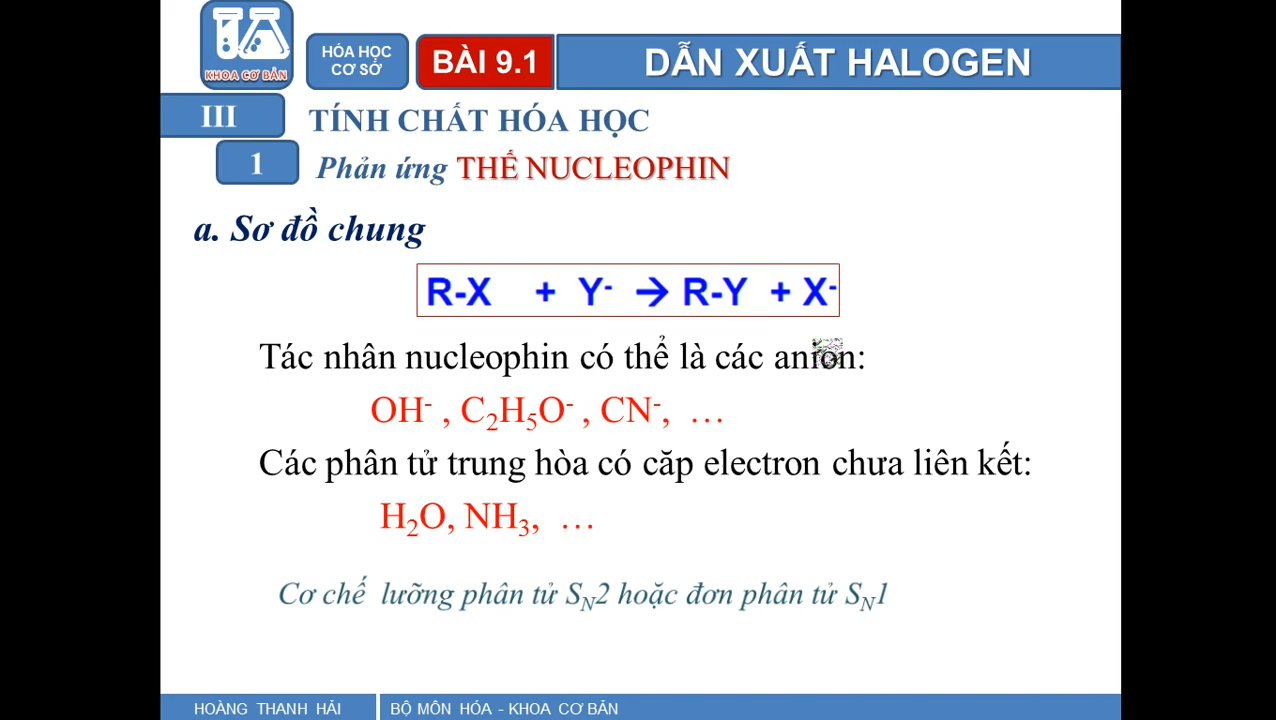 KHOA CƠ BẢN
HÓA HỌC
CƠ SỞ
BÀI 9.1
DẪN XUẤT HALOGEN
III
TÍNH CHẤT HÓA HỌC
1
Phản ứng THẾ NUCLEOPHIN
a. Sơ đồ chung
R-X + Y⁻ → R-Y + X⁻
Tác nhân nucleophin có thể là các anion:
OH⁻ , C₂H₅O⁻ , CN⁻, …
Các phân tử trung hòa có căp electron chưa liên kết:
H₂O, NH₃, …
Cơ chế lưỡng phân tử S_N2 hoặc đơn phân tử S_N1
HOÀNG THANH HẢI
BỘ MÔN HÓA - KHOA CƠ BẢN